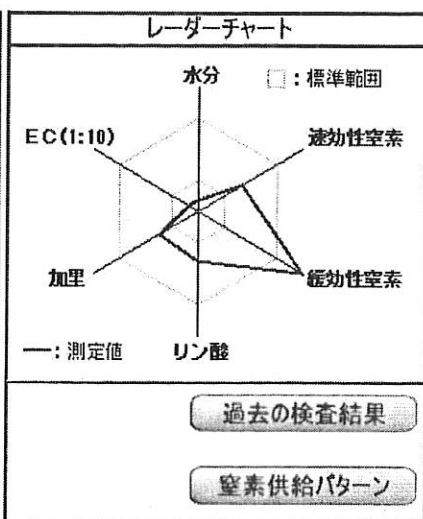 レーダーチャート
水分
□：標準範囲
EC(1:10)
速効性窒素
加里
緩効性窒素
―：測定値
リン酸
過去の検査結果
窒素供給パターン